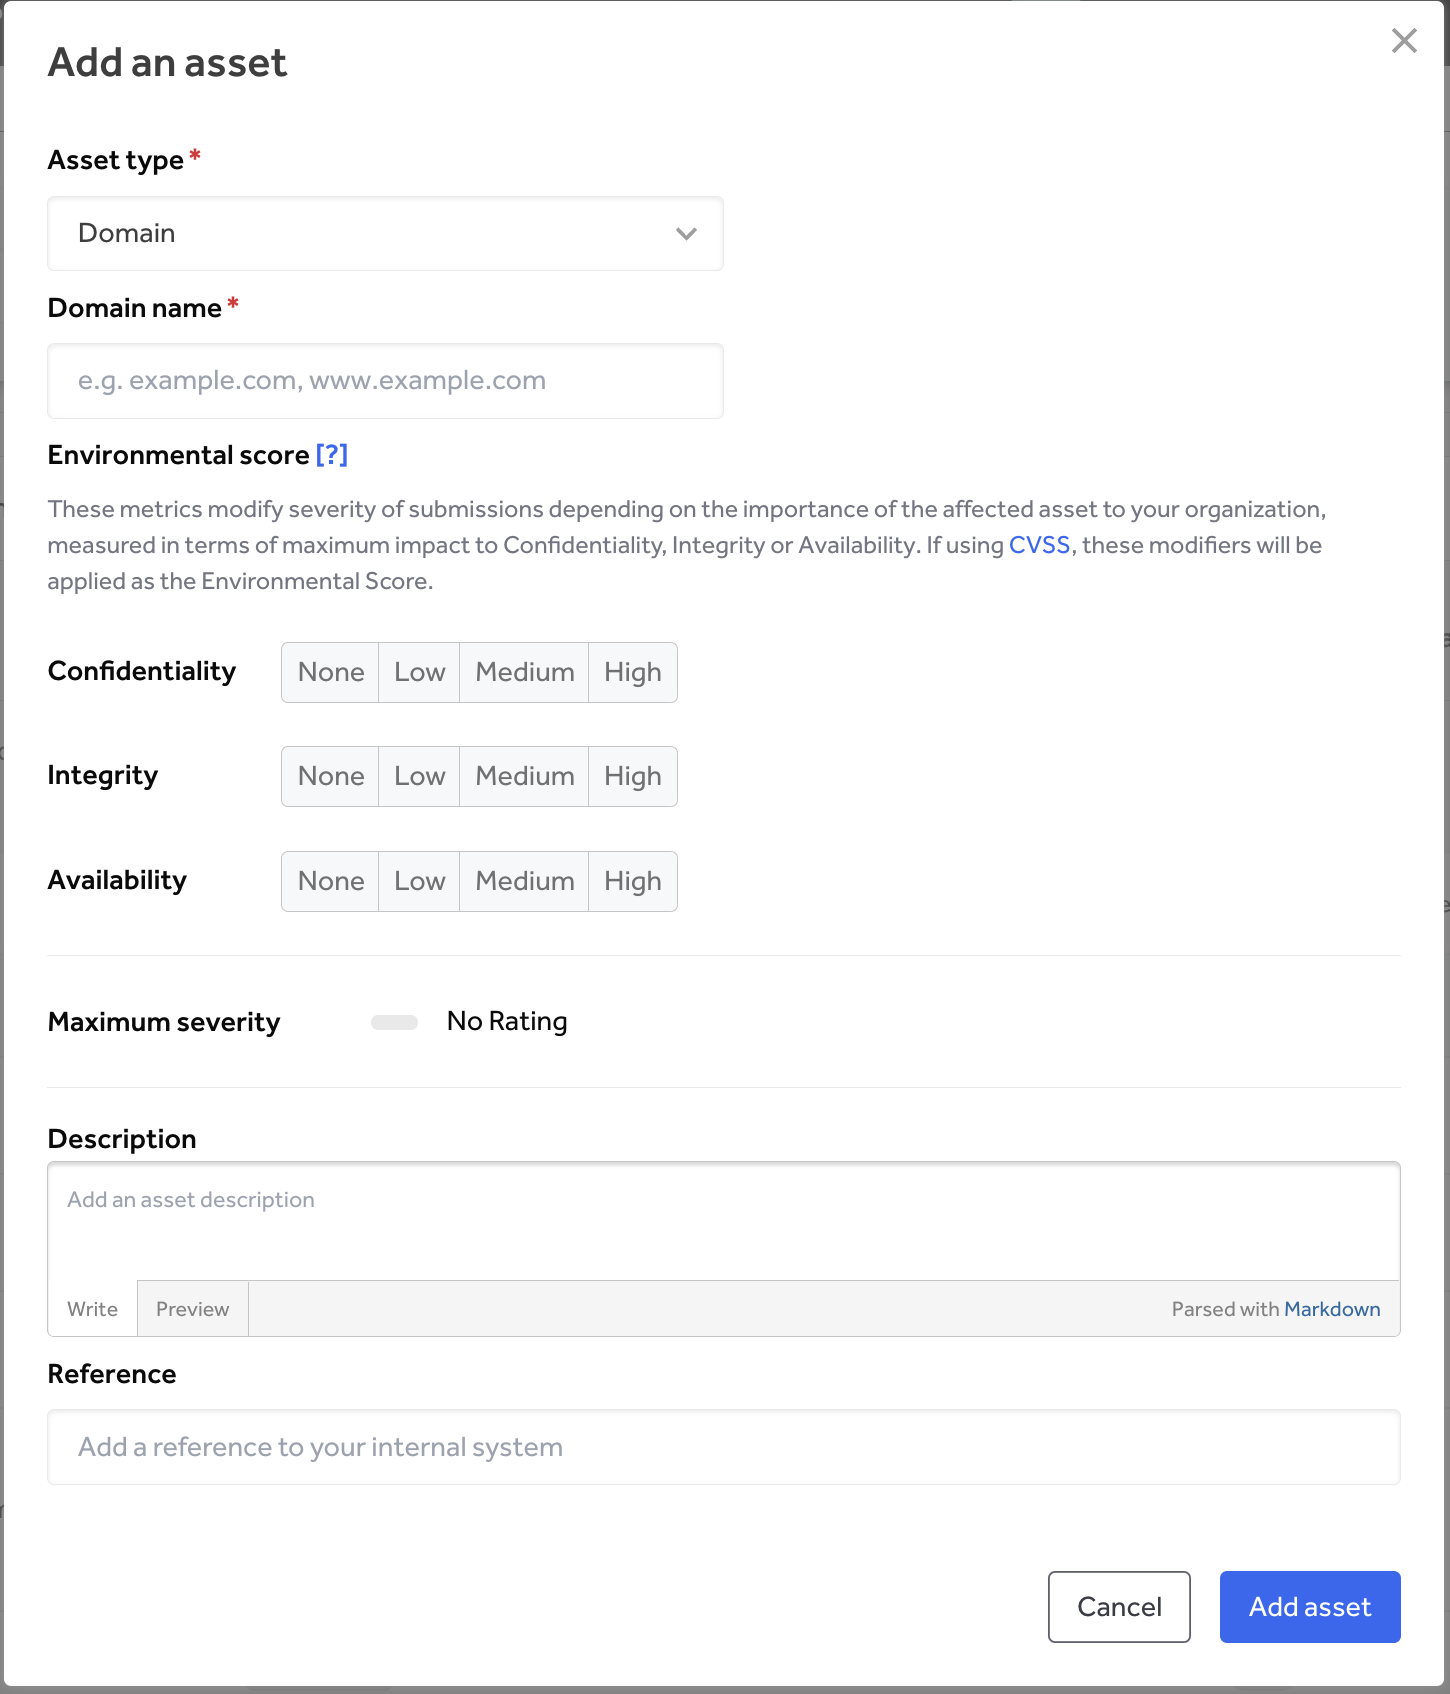 Add an asset
Asset type *
Domain
Domain name *
e.g. example.com, www.example.com
Environmental score [?]
These metrics modify severity of submissions depending on the importance of the affected asset to your organization,
measured in terms of maximum impact to Confidentiality, Integrity or Availability. If using CVSS, these modifiers will be
applied as the Environmental Score.
Confidentiality None Low Medium High
Integrity None Low Medium High
Availability None Low Medium High
Maximum severity No Rating
Description
Add an asset description
Write Preview Parsed with Markdown
Reference
Add a reference to your internal system
Cancel Add asset